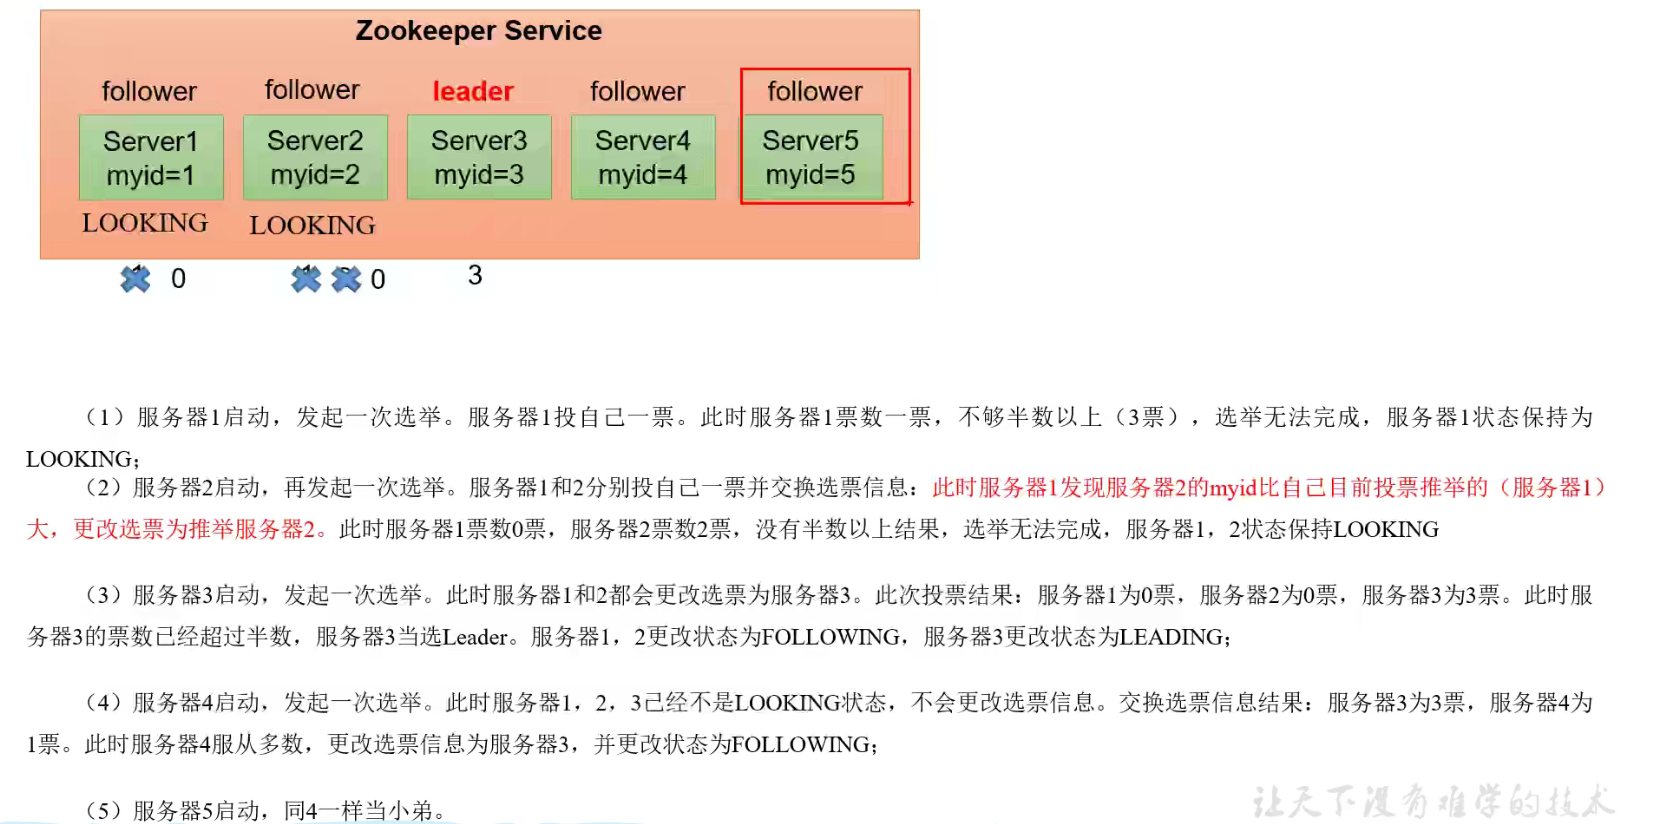 Zookeeper Service
follower follower leader follower follower
Server1 Server2 Server3 Server4 Server5
myid=1 myid=2 myid=3 myid=4 myid=5
LOOKING LOOKING
0 0 3
（1）服务器1启动，发起一次选举。服务器1投自己一票。此时服务器1票数一票，不够半数以上（3票），选举无法完成，服务器1状态保持为
LOOKING；
（2）服务器2启动，再发起一次选举。服务器1和2分别投自己一票并交换选票信息：此时服务器1发现服务器2的myid比自己目前投票推举的（服务器1）
大，更改选票为推举服务器2。此时服务器1票数0票，服务器2票数2票，没有半数以上结果，选举无法完成，服务器1，2状态保持LOOKING
（3）服务器3启动，发起一次选举。此时服务器1和2都会更改选票为服务器3。此次投票结果：服务器1为0票，服务器2为0票，服务器3为3票。此时服
务器3的票数已经超过半数，服务器3当选Leader。服务器1，2更改状态为FOLLOWING，服务器3更改状态为LEADING；
（4）服务器4启动，发起一次选举。此时服务器1，2，3已经不是LOOKING状态，不会更改选票信息。交换选票信息结果：服务器3为3票，服务器4为
1票。此时服务器4服从多数，更改选票信息为服务器3，并更改状态为FOLLOWING；
（5）服务器5启动，同4一样当小弟。
让天下没有难学的技术